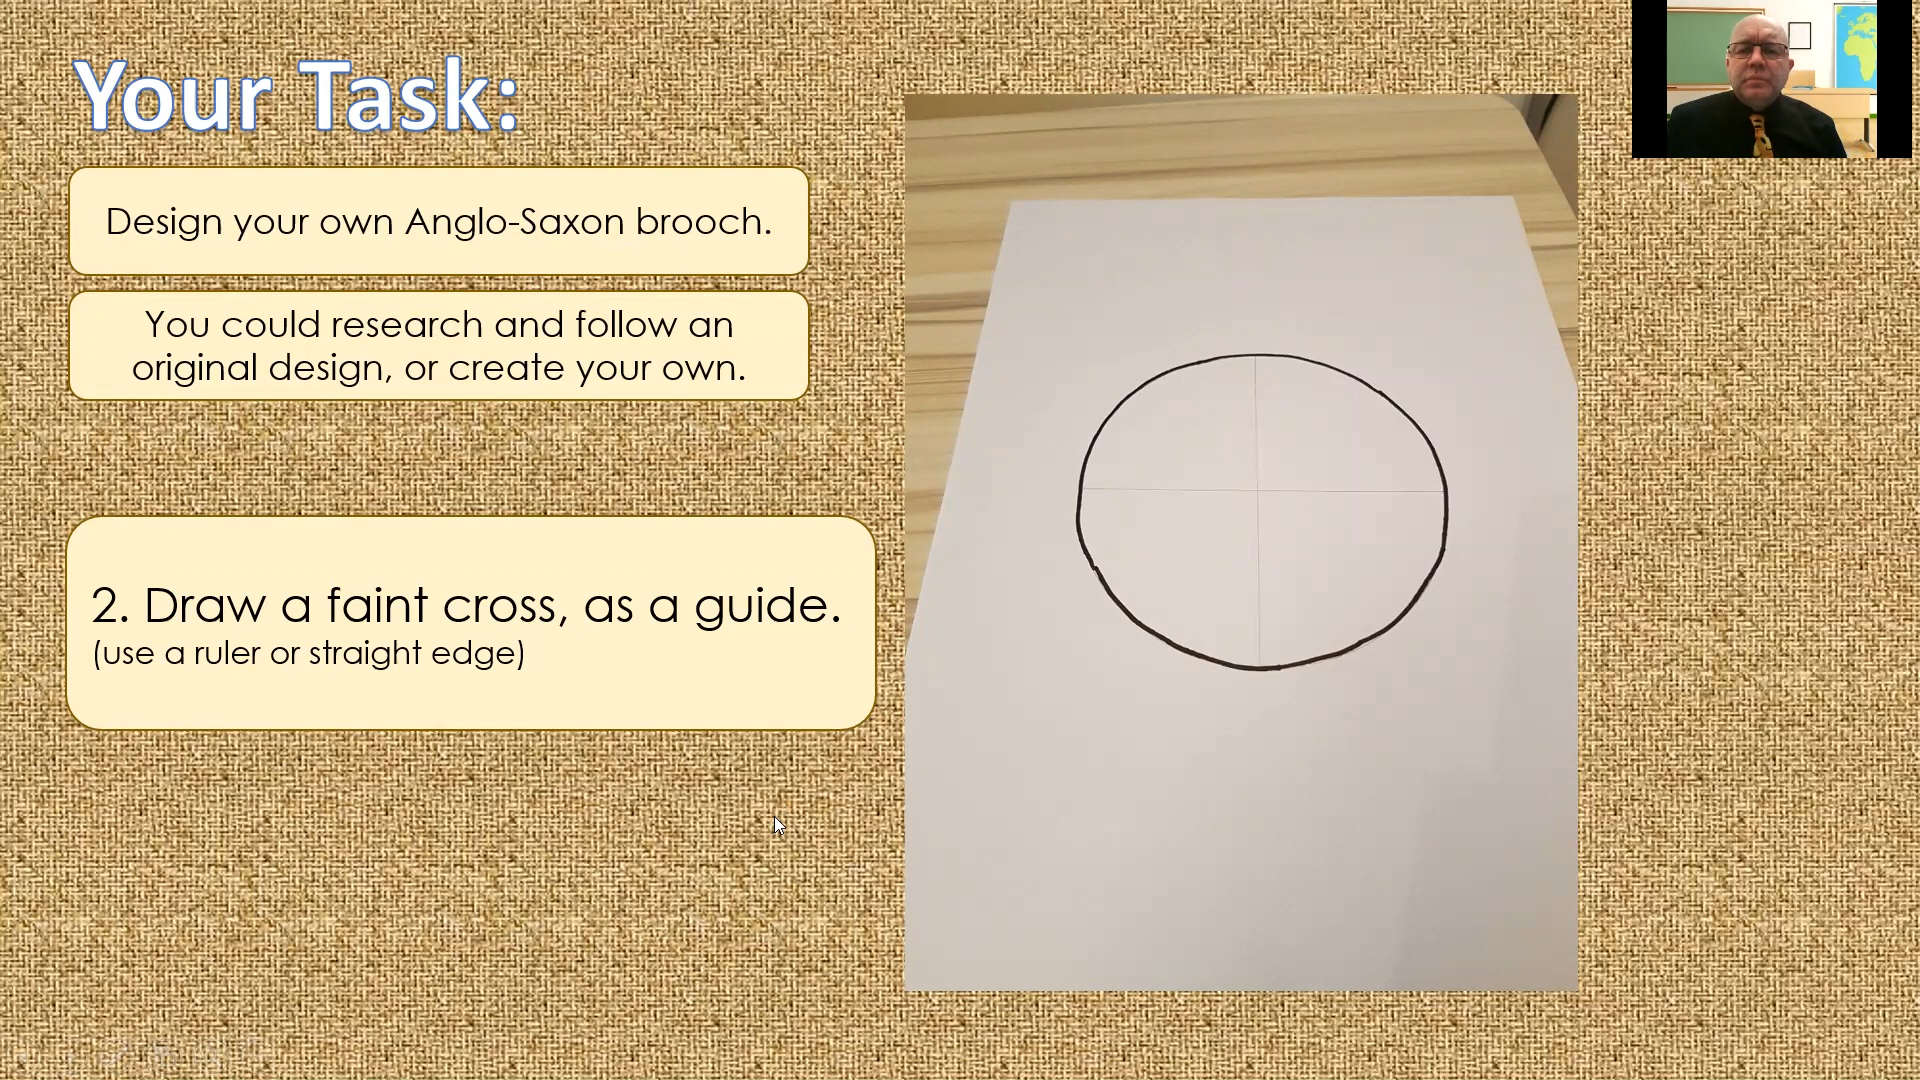 Your Task:
Design your own Anglo-Saxon brooch.
You could research and follow an
original design, or create your own.
2. Draw a faint cross, as a guide.
(use a ruler or straight edge)